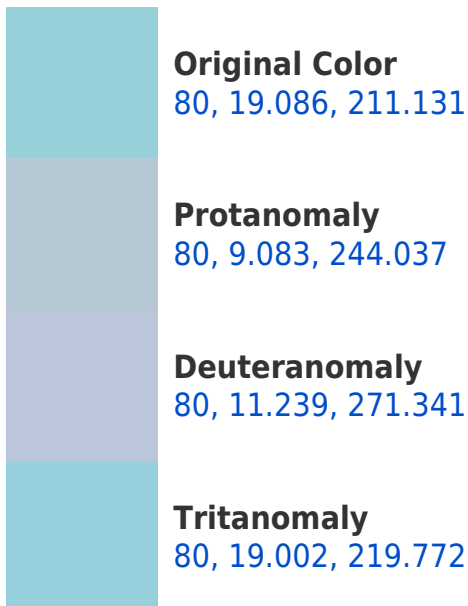 Original Color
80, 19.086, 211.131
Protanomaly
80, 9.083, 244.037
Deuteranomaly
80, 11.239, 271.341
Tritanomaly
80, 19.002, 219.772